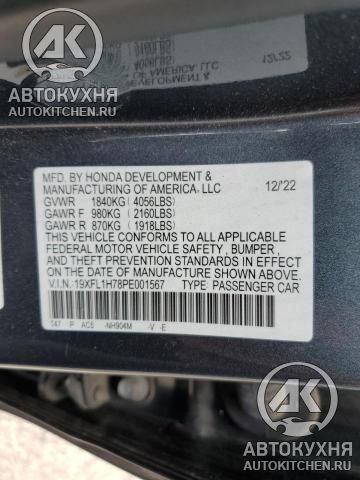 АВТОКУХНЯ
AUTOKITCHEN.RU
MFD. BY HONDA DEVELOPMENT &
MANUFACTURING OF AMERICA, LLC 12/'22
GVWR 1840KG (4056LBS)
GAWR F 980KG (2160LBS)
GAWR R 870KG (1918LBS)
THIS VEHICLE CONFORMS TO ALL APPLICABLE
FEDERAL MOTOR VEHICLE SAFETY , BUMPER ,
AND THEFT PREVENTION STANDARDS IN EFFECT
ON THE DATE OF MANUFACTURE SHOWN ABOVE.
V.I.N.: 19XFL1H78PE001567 TYPE: PASSENGER CAR
T47 P AC5 -NH904M -V -E
АВТОКУХНЯ
AUTOKITCHEN.RU